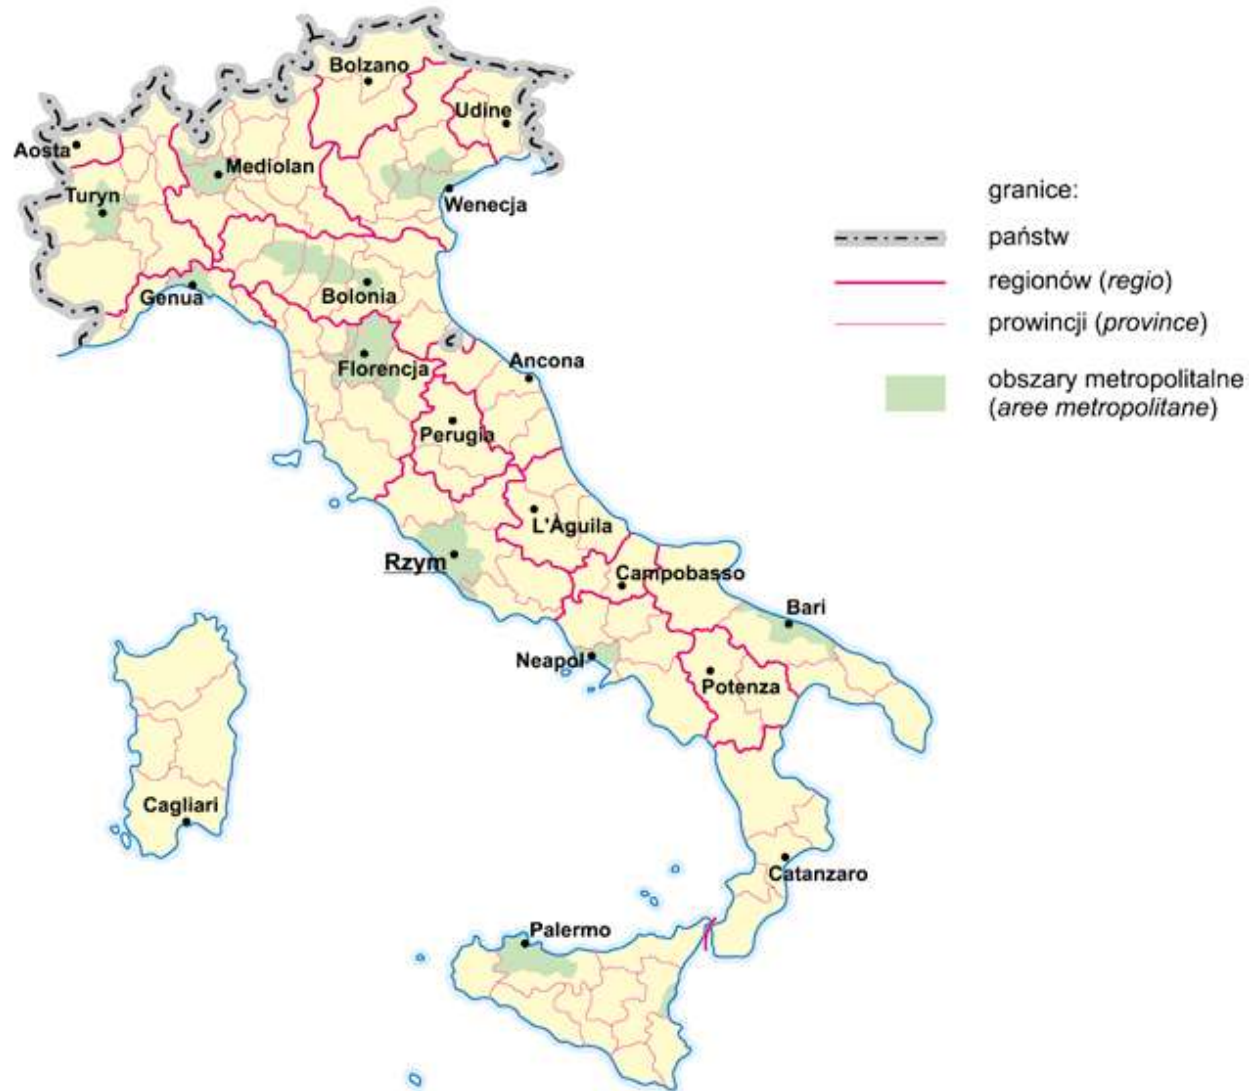 Bolzano
Udine
Aosta
Mediolan
Turyn
Wenecja
granice:
państw
regionów (regio)
prowincji (province)
obszary metropolitalne
(aree metropolitane)
Genua
Bolonia
Florencja
Ancona
Perugia
L'Àguila
Rzym
Campobasso
Bari
Neapol
Potenza
Cagliari
Catanzaro
Palermo